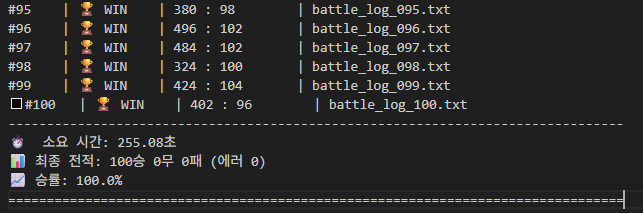 #95 | 🏆 WIN | 380 : 98 | battle_log_095.txt
#96 | 🏆 WIN | 496 : 102 | battle_log_096.txt
#97 | 🏆 WIN | 484 : 102 | battle_log_097.txt
#98 | 🏆 WIN | 324 : 100 | battle_log_098.txt
#99 | 🏆 WIN | 424 : 104 | battle_log_099.txt
#100 | 🏆 WIN | 402 : 96 | battle_log_100.txt
--------------------------------------------------------------------------------
⏱ 소요 시간: 255.08초
📊 최종 전적: 100승 0무 0패 (에러 0)
📈 승률: 100.0%
================================================================================